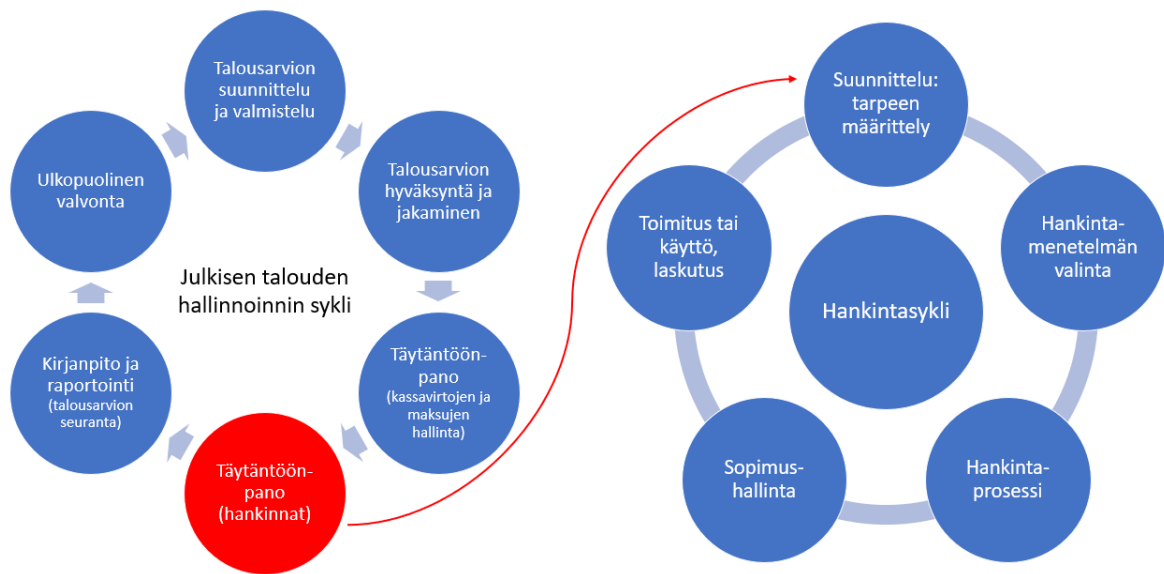 Talousarvion
suunnittelu
ja valmistelu
Talousarvion
hyväksyntä ja
jakaminen
Täytäntöön-
pano
(kassavirtojen ja
maksujen
hallinta)
Täytäntöön-
pano
(hankinnat)
Kirjanpito ja
raportointi
(talousarvion
seuranta)
Ulkopuolinen
valvonta
Julkisen talouden
hallinnoinnin sykli
Suunnittelu:
tarpeen
määrittely
Hankinta-
menetelmän
valinta
Hankinta-
prosessi
Sopimus-
hallinta
Toimitus tai
käyttö,
laskutus
Hankintasykli